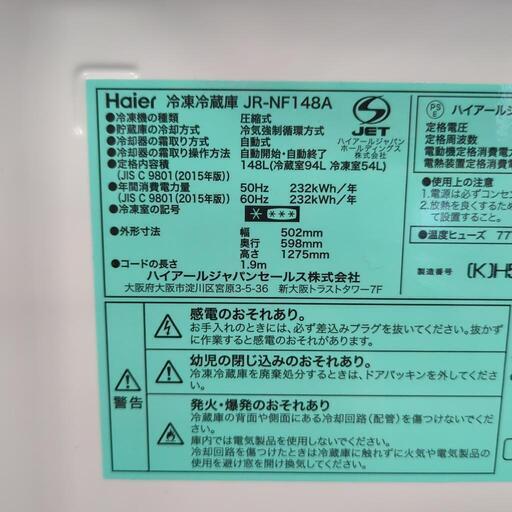 Haier 冷凍冷蔵庫 JR-NF148A
●冷凍機の種類 圧縮式
●貯蔵庫の冷却方式 冷気強制循環方式
●冷却器の霜取り方式 自動式
●冷却器の霜取り操作方法 自動開始・自動終了
●定格内容積 148L(冷蔵室94L 冷凍室54L)
(JIS C 9801(2015年版))
●年間消費電力量 50Hz 232kWh/年
(JIS C 9801(2015年版)) 60Hz 232kWh/年
●冷凍室の記号
●外形寸法 幅 502mm
奥行 598mm
高さ 1275mm
●コードの長さ 1.9m
ハイアールジャパンセールス株式会社
大阪府大阪市淀川区宮原3-5-36 新大阪トラストタワー7F
S
JET
ハイアールジャパン
ホールディングス
株式会社
PS
E
ハイアールジ
定格電圧
定格周波数
電動機定格消費電
電熱装置定格消費電
●使用上の注意
1.電源は必ずコンセン
2.放熱を良くするため
て設置すること。
●温度ヒューズ 77
製造番号 (K)H5
警告
感電のおそれあり。
お手入れのときには、必ず差込みプラグを抜いてください。抜かず
に作業すると感電のおそれがあります。
幼児の閉じ込みのおそれあり。
冷凍冷蔵庫を廃棄処分するときは、ドアパッキンを外してくださ
い。
発火・爆発のおそれあり
冷蔵庫の背面や側面にある冷却回路(配管)を傷つけないでくだ
さい。
庫内では電気製品を使用しないでください。
冷却回路を傷つけたときは冷蔵庫に触れずに火気や電気製品の
使用を避け窓を開け換気してください。